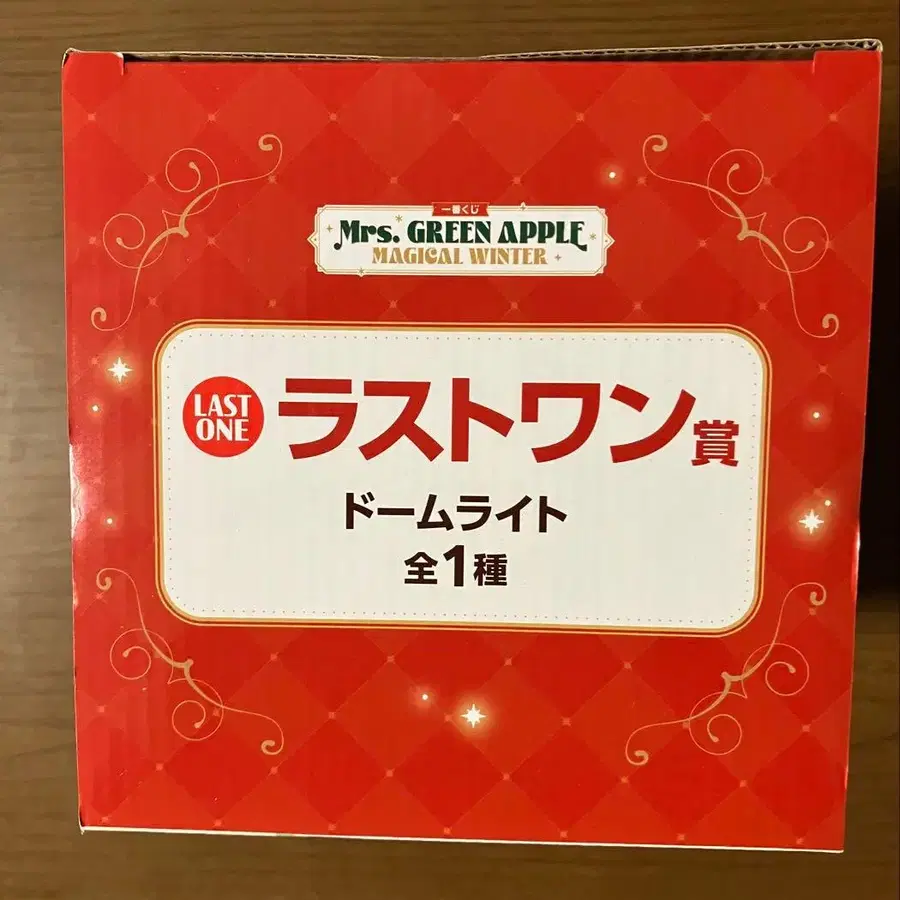 一番くじ
Mrs. GREEN APPLE
MAGICAL WINTER
LAST
ONE
ラストワン賞
ドームライト
全1種